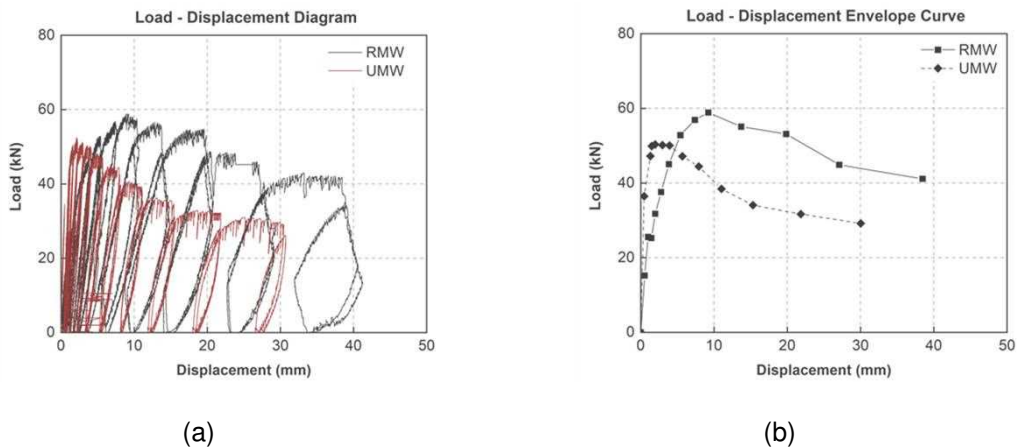 Load - Displacement Diagram
80
60
40
20
0
0 10 20 30 40 50
Load (kN)
Displacement (mm)
RMW
UMW
(a)
Load - Displacement Envelope Curve
80
60
40
20
0
0 10 20 30 40 50
Load (kN)
Displacement (mm)
RMW
UMW
(b)